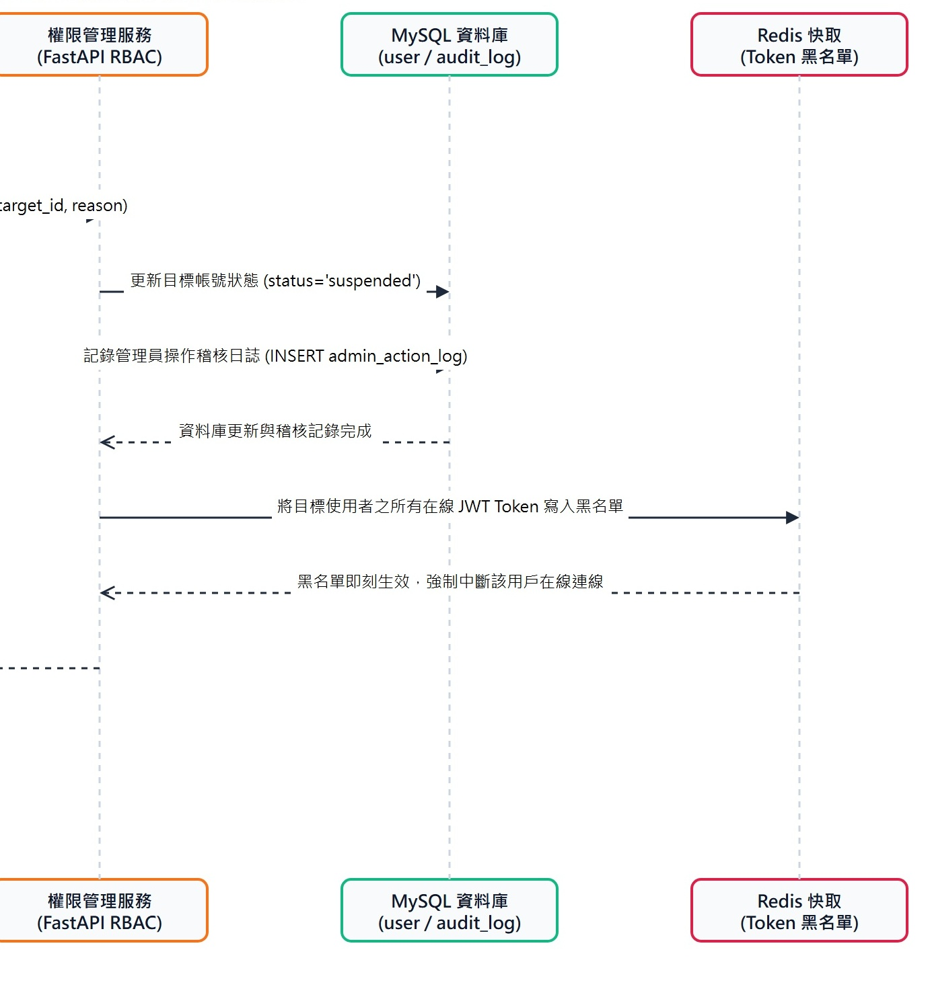 權限管理服務
(FastAPI RBAC)
MySQL 資料庫
(user / audit_log)
Redis 快取
(Token 黑名單)
target_id, reason)
更新目標帳號狀態 (status='suspended')
記錄管理員操作稽核日誌 (INSERT admin_action_log)
資料庫更新與稽核記錄完成
將目標使用者之所有在線 JWT Token 寫入黑名單
黑名單即刻生效，強制中斷該用戶在線連線
權限管理服務
(FastAPI RBAC)
MySQL 資料庫
(user / audit_log)
Redis 快取
(Token 黑名單)